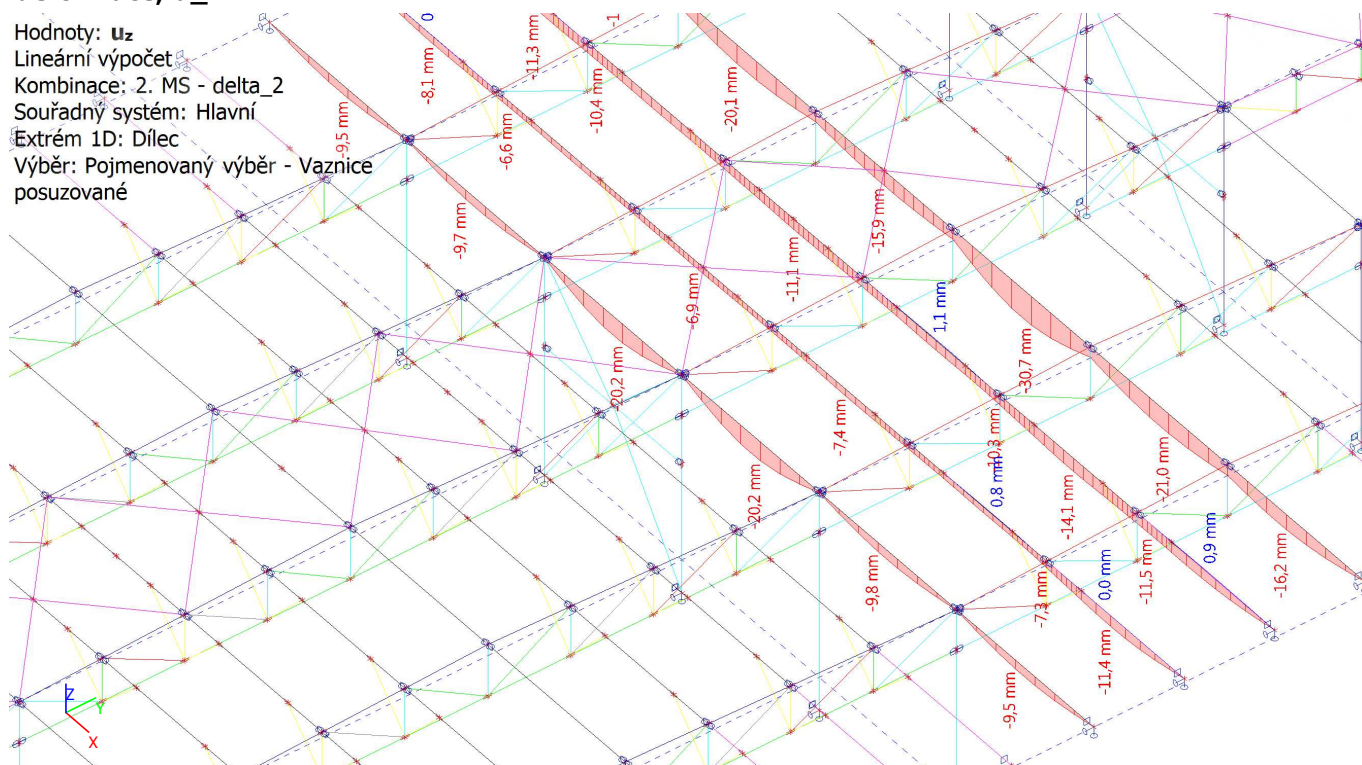 Hodnoty: uz
Lineární výpočet
Kombinace: 2. MS - delta_2
Souřadný systém: Hlavní
Extrém 1D: Dílec
Výběr: Pojmenovaný výběr - Vaznice
posuzované
-9,5 mm
-8,1 mm
-11,3 mm
-6,6 mm
-10,4 mm
-20,1 mm
-9,7 mm
-15,9 mm
-11,1 mm
-6,9 mm
1,1 mm
-20,2 mm
-30,7 mm
-7,4 mm
-10,3 mm
0,8 mm
-20,2 mm
-14,1 mm
-21,0 mm
0,9 mm
-9,8 mm
-7,3 mm
0,0 mm
-11,5 mm
-16,2 mm
-11,4 mm
-9,5 mm
Z
Y
X